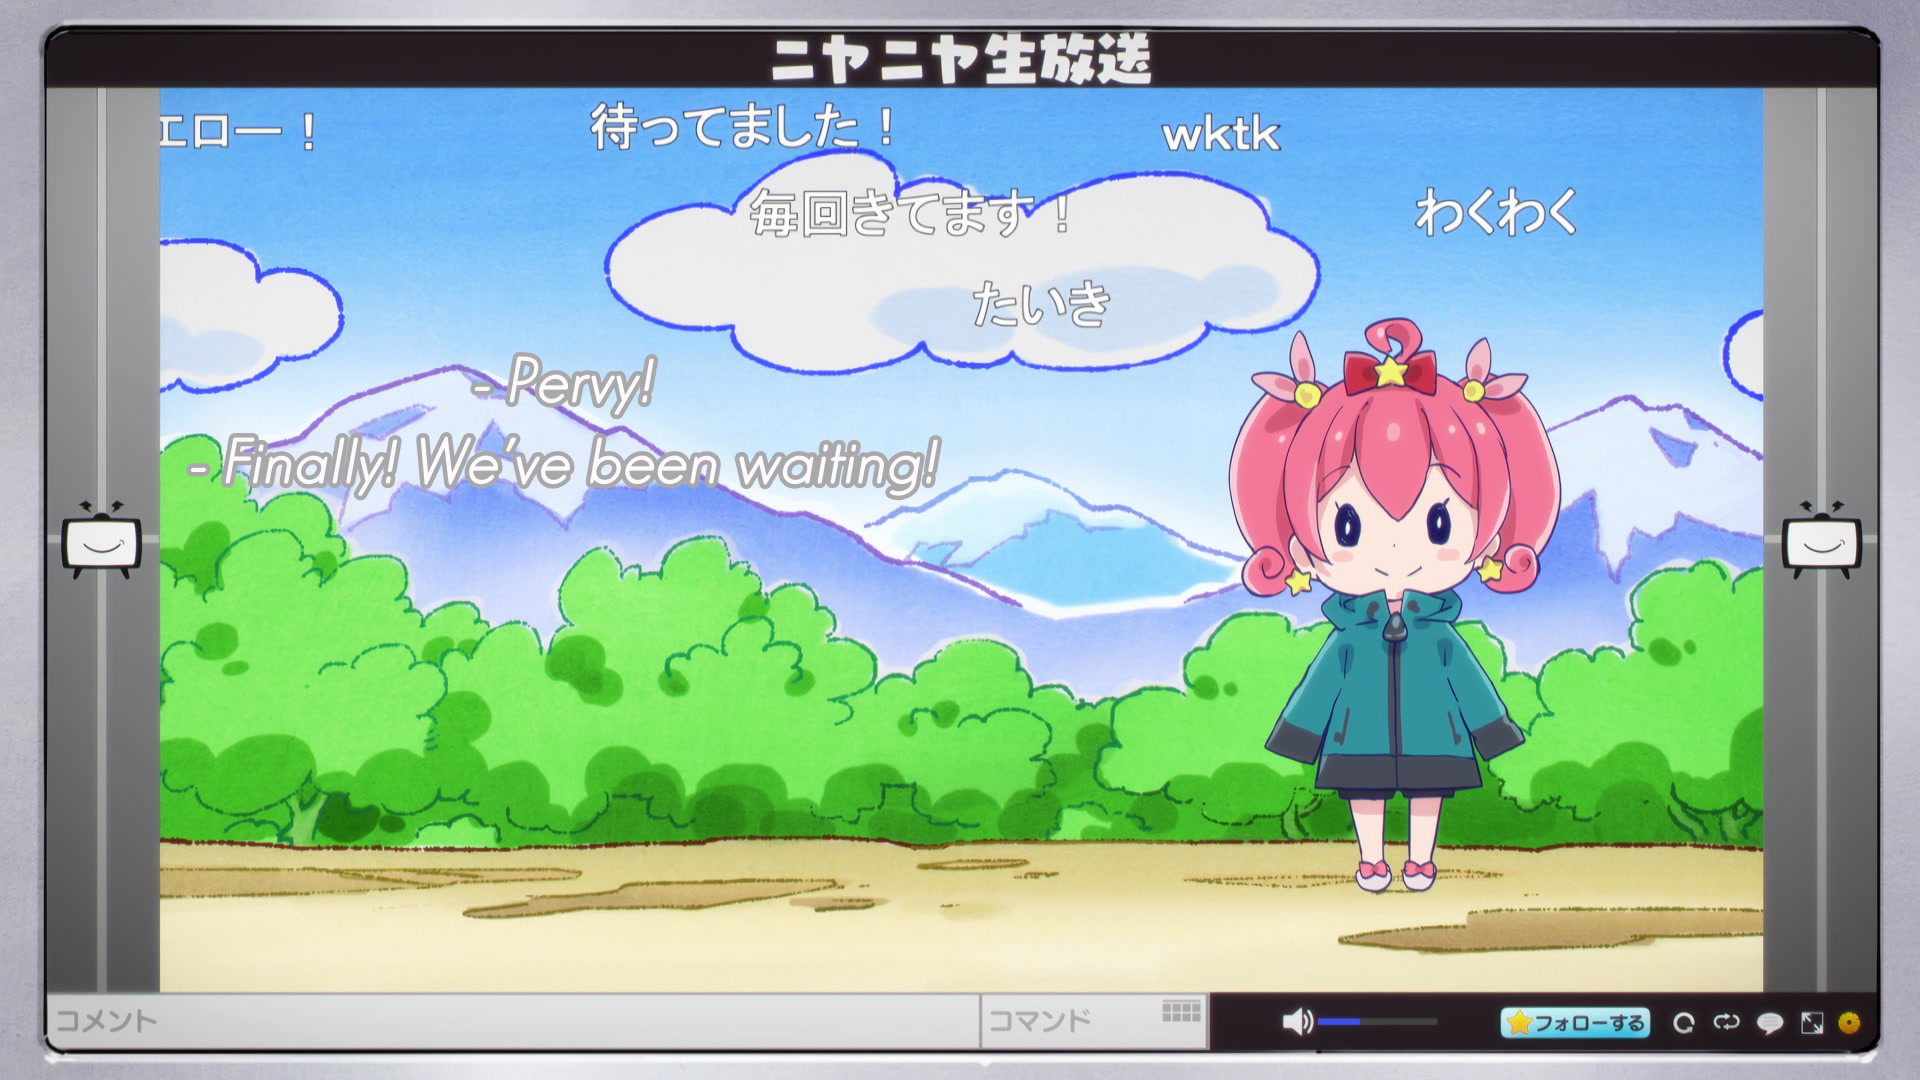 ニヤニヤ生放送
エロー！
待ってました！
wktk
毎回きてます！
わくわく
たいき
- Pervy!
- Finally! We've been waiting!
コメント
コマンド
フォローする